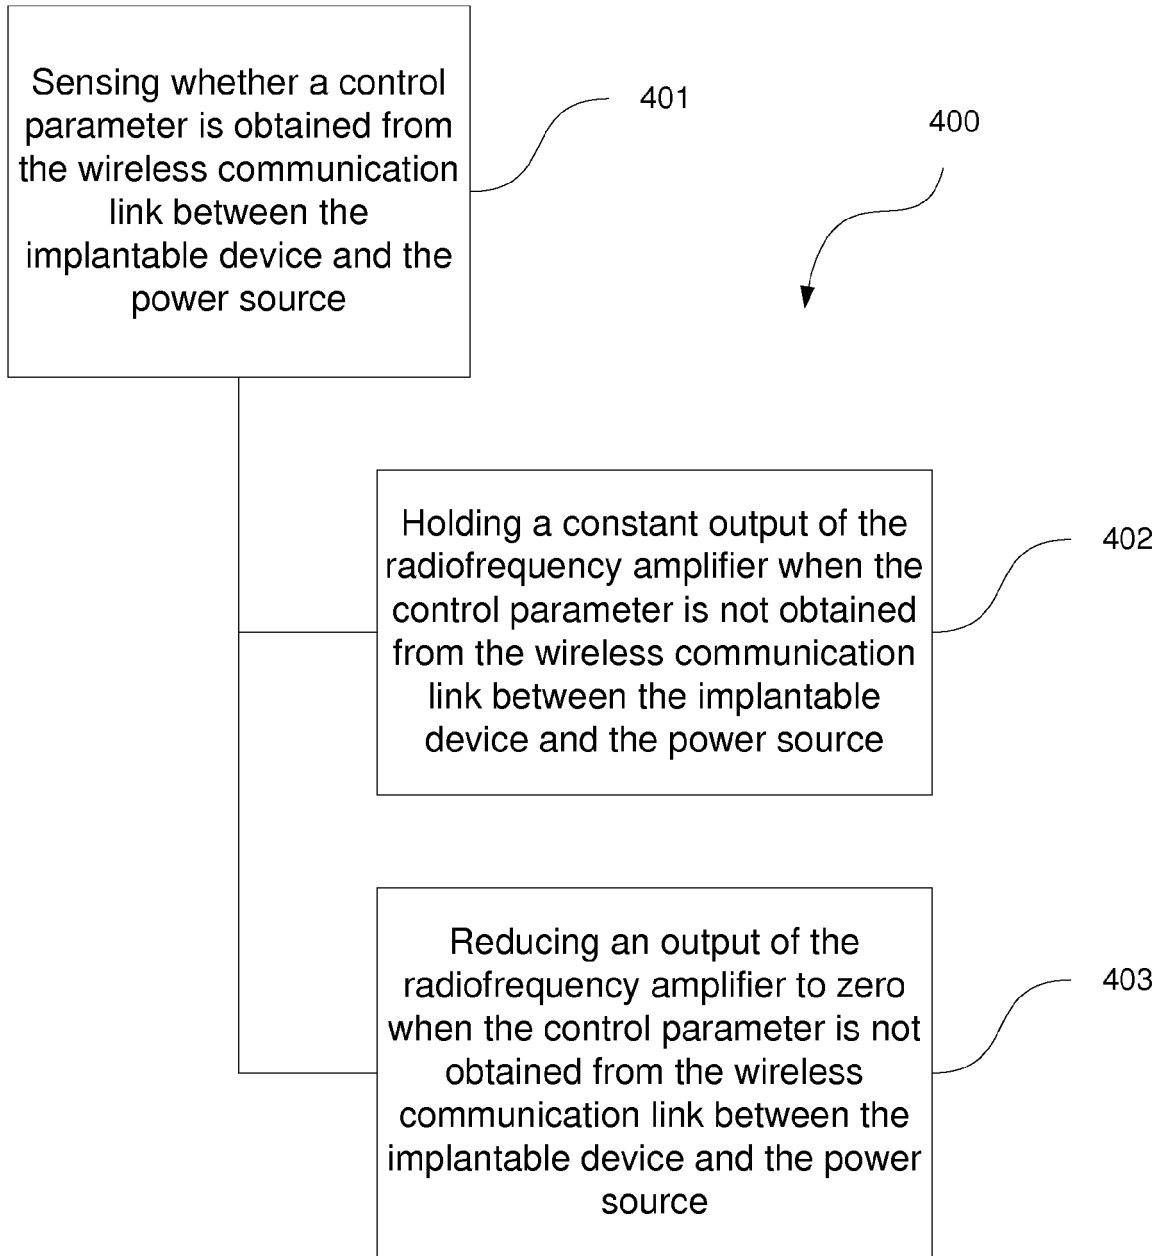 Sensing whether a control
parameter is obtained from
the wireless communication
link between the
implantable device and the
power source
401
400
Holding a constant output of the
radiofrequency amplifier when the
control parameter is not obtained
from the wireless communication
link between the implantable
device and the power source
402
Reducing an output of the
radiofrequency amplifier to zero
when the control parameter is not
obtained from the wireless
communication link between the
implantable device and the power
source
403